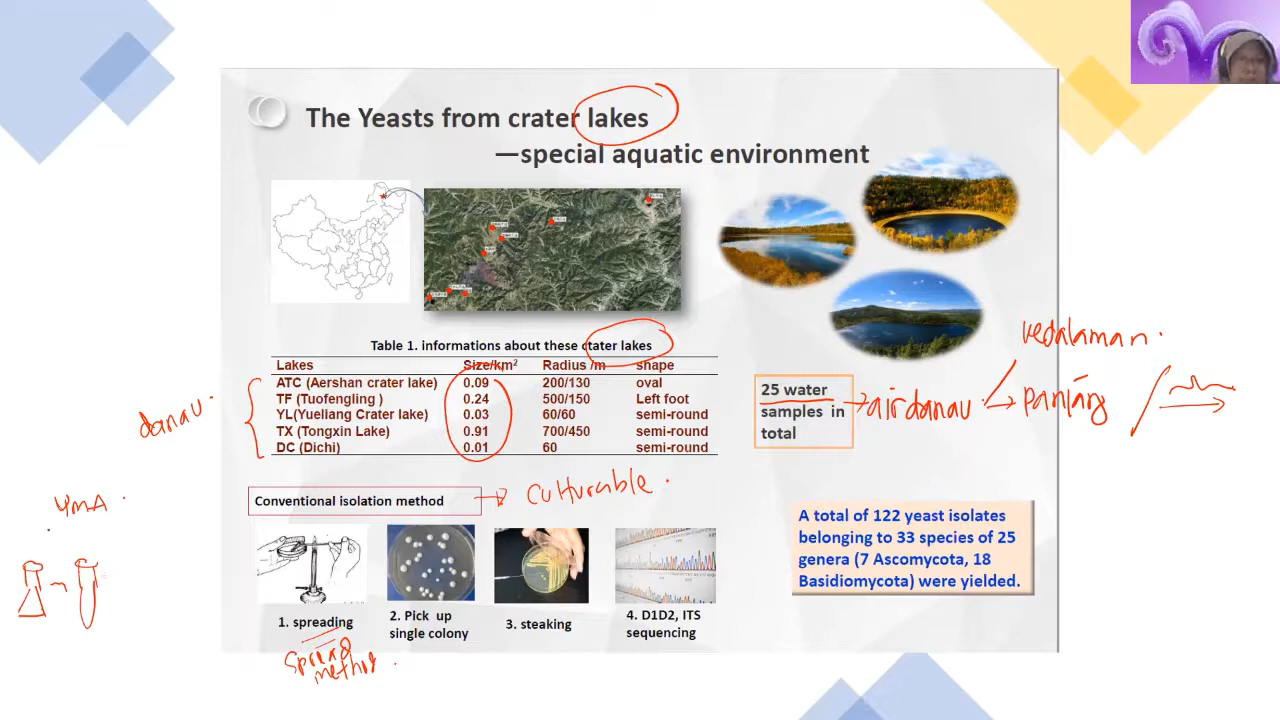 The Yeasts from crater lakes
—special aquatic environment
Table 1. informations about these ctater lakes
Lakes Size/km² Radius /m shape
ATC (Aershan crater lake) 0.09 200/130 oval
TF (Tuofengling ) 0.24 500/150 Left foot
YL(Yueliang Crater lake) 0.03 60/60 semi-round
TX (Tongxin Lake) 0.91 700/450 semi-round
DC (Dichi) 0.01 60 semi-round
danau
25 water
samples in
total
air danau
kedalaman
Conventional isolation method
culturable
YMA
1. spreading
2. Pick up
single colony
3. steaking
4. D1D2, ITS
sequencing
spread
method
A total of 122 yeast isolates
belonging to 33 species of 25
genera (7 Ascomycota, 18
Basidiomycota) were yielded.